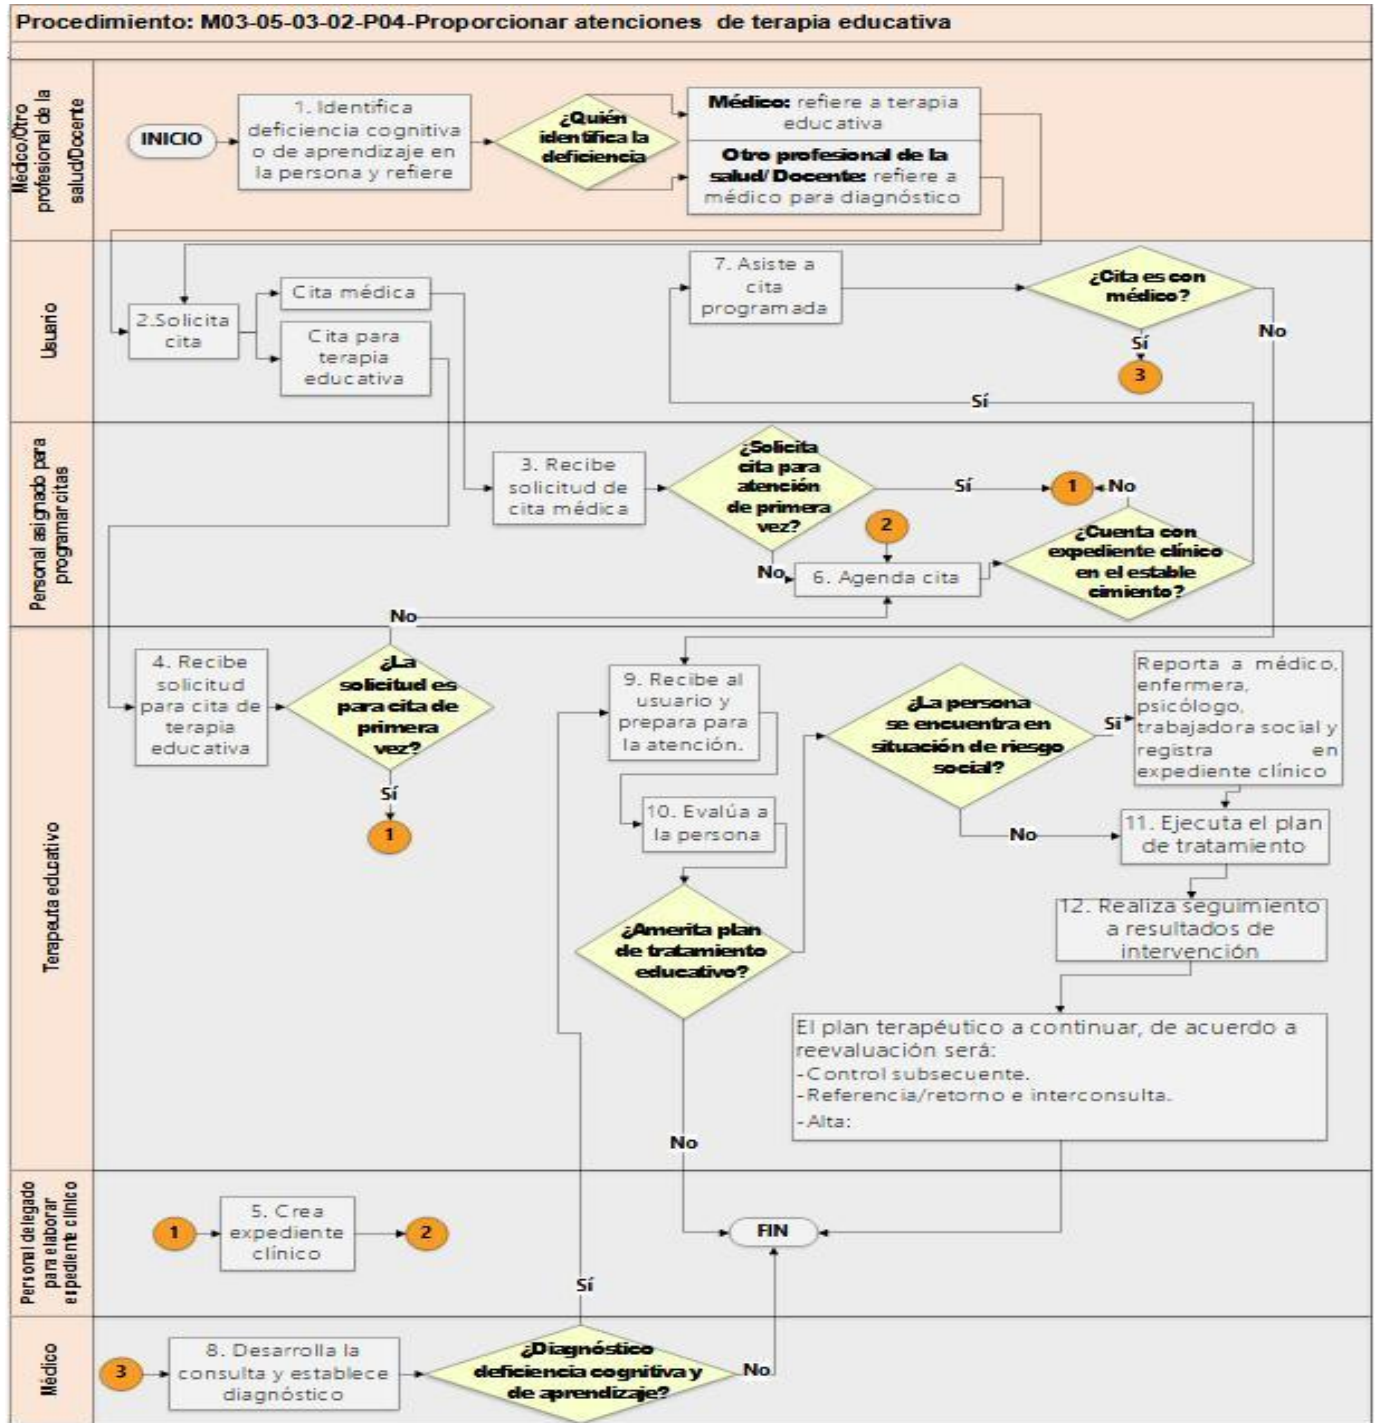 Procedimiento: M03-05-03-02-P04-Proporcionar atenciones de terapia educativa
Médico/Otro
profesional de la
salud/Docente
INICIO
1. Identifica
deficiencia cognitiva
o de aprendizaje en
la persona y refiere
¿Quién
identifica la
deficiencia
Médico: refiere a terapia
educativa
Otro profesional de la
salud/ Docente: refiere a
médico para diagnóstico
Usuario
2.Solicita
cita
Cita médica
Cita para
terapia
educativa
7. Asiste a
cita
programada
¿Cita es con
médico?
No
Sí
3
Sí
Personal asignado para
programar citas
3. Recibe
solicitud de
cita médica
¿Solicita
cita para
atención
de primera
vez?
Sí
1
No
2
¿Cuenta con
expediente clínico
en el estable
cimiento?
No
6. Agenda cita
No
Terapeuta educativo
4. Recibe
solicitud
para cita de
terapia
educativa
¿La
solicitud es
para cita de
primera
vez?
Sí
1
9. Recibe al
usuario y
prepara para
la atención.
10. Evalúa a
la persona
¿Amerita plan
de tratamiento
educativo?
No
¿La persona
se encuentra en
situación de riesgo
social?
Sí
No
Reporta a médico,
enfermera,
psicólogo,
trabajadora social y
registra en
expediente clínico
11. Ejecuta el plan
de tratamiento
12. Realiza seguimiento
a resultados de
intervención
El plan terapéutico a continuar, de acuerdo a
reevaluación será:
-Control subsecuente.
-Referencia/retorno e interconsulta.
-Alta:
Personal delegado
para elaborar
expediente clínico
1
5. Crea
expediente
clínico
2
FIN
Sí
Médico
3
8. Desarrolla la
consulta y establece
diagnóstico
¿Diagnóstico
deficiencia cognitiva y
de aprendizaje?
No